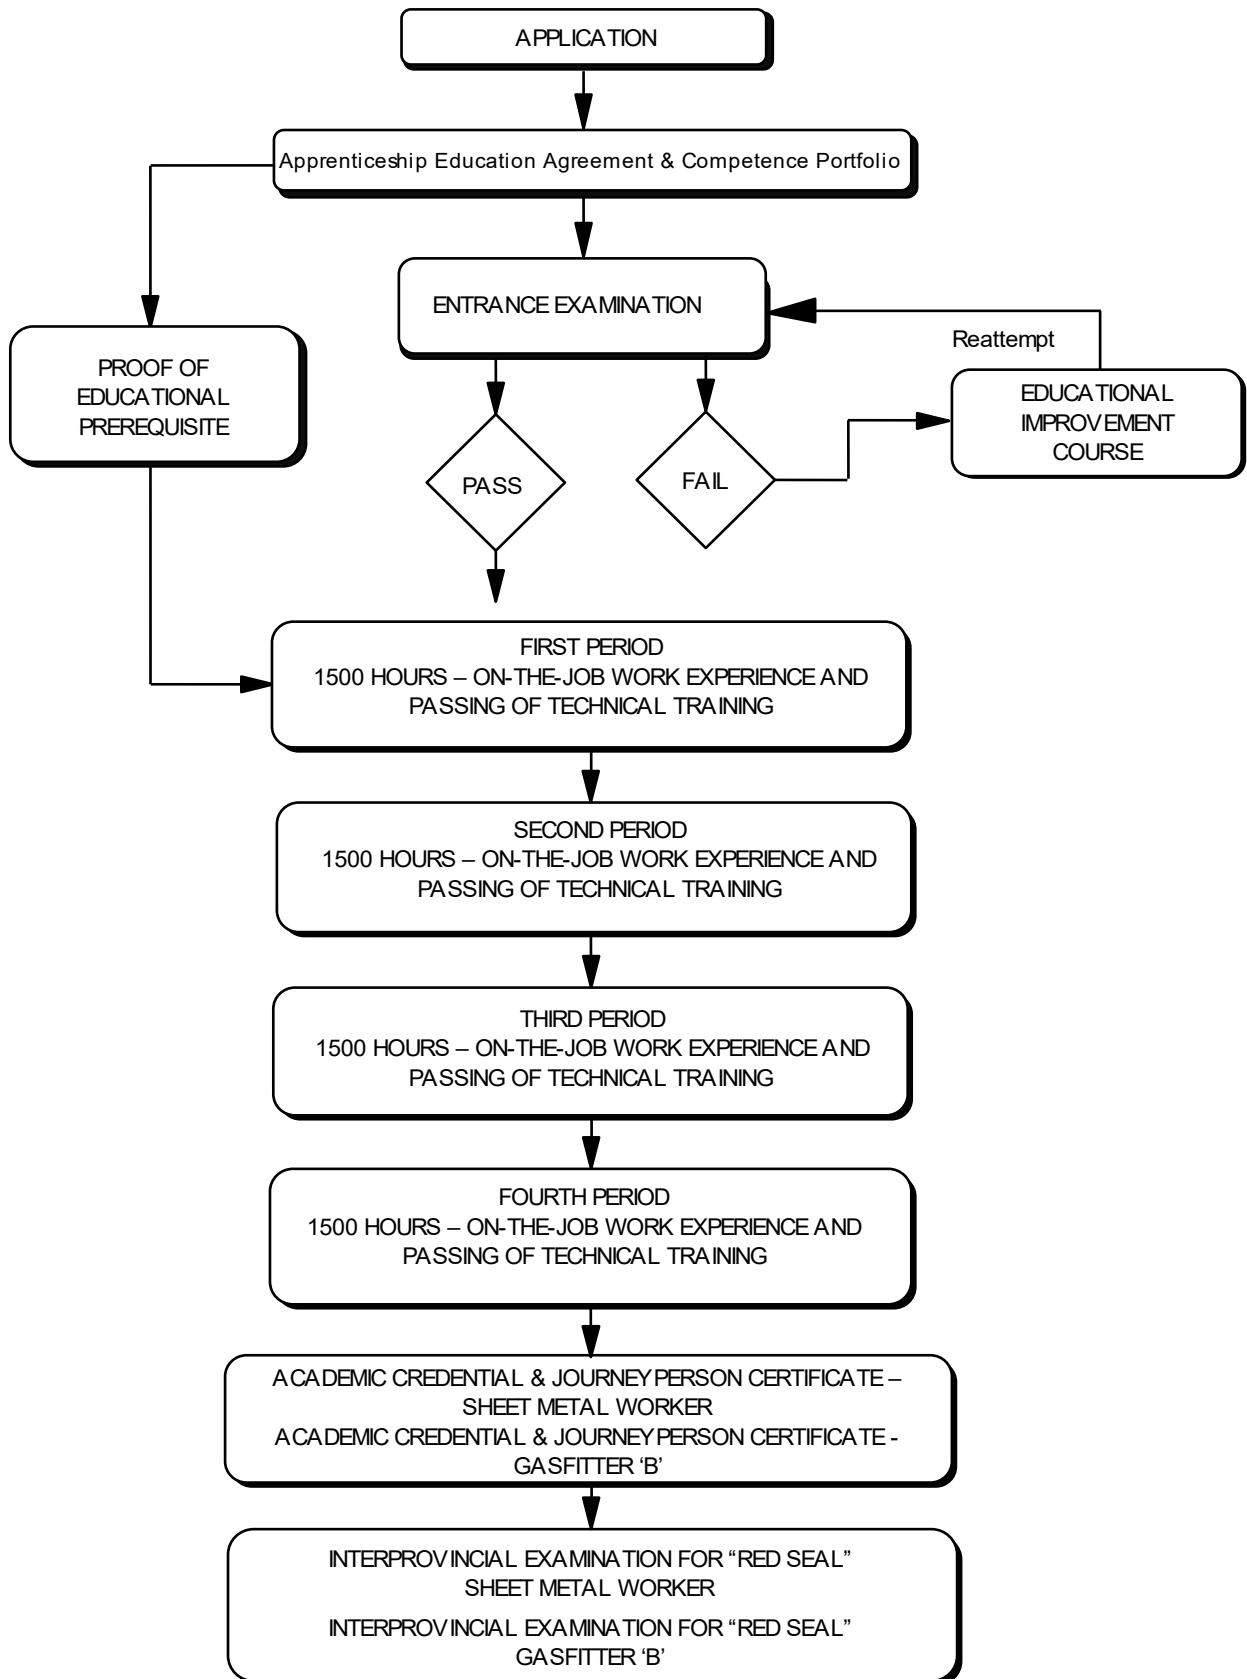 APPLICATION
Apprenticeship Education Agreement & Competence Portfolio
ENTRANCE EXAMINATION
Reattempt
PROOF OF
EDUCATIONAL
PREREQUISITE
EDUCATIONAL
IMPROVEMENT
COURSE
PASS
FAIL
FIRST PERIOD
1500 HOURS – ON-THE-JOB WORK EXPERIENCE AND
PASSING OF TECHNICAL TRAINING
SECOND PERIOD
1500 HOURS – ON-THE-JOB WORK EXPERIENCE AND
PASSING OF TECHNICAL TRAINING
THIRD PERIOD
1500 HOURS – ON-THE-JOB WORK EXPERIENCE AND
PASSING OF TECHNICAL TRAINING
FOURTH PERIOD
1500 HOURS – ON-THE-JOB WORK EXPERIENCE AND
PASSING OF TECHNICAL TRAINING
ACADEMIC CREDENTIAL & JOURNEYPERSON CERTIFICATE –
SHEET METAL WORKER
ACADEMIC CREDENTIAL & JOURNEYPERSON CERTIFICATE -
GASFITTER ‘B’
INTERPROVINCIAL EXAMINATION FOR “RED SEAL”
SHEET METAL WORKER
INTERPROVINCIAL EXAMINATION FOR “RED SEAL”
GASFITTER ‘B’